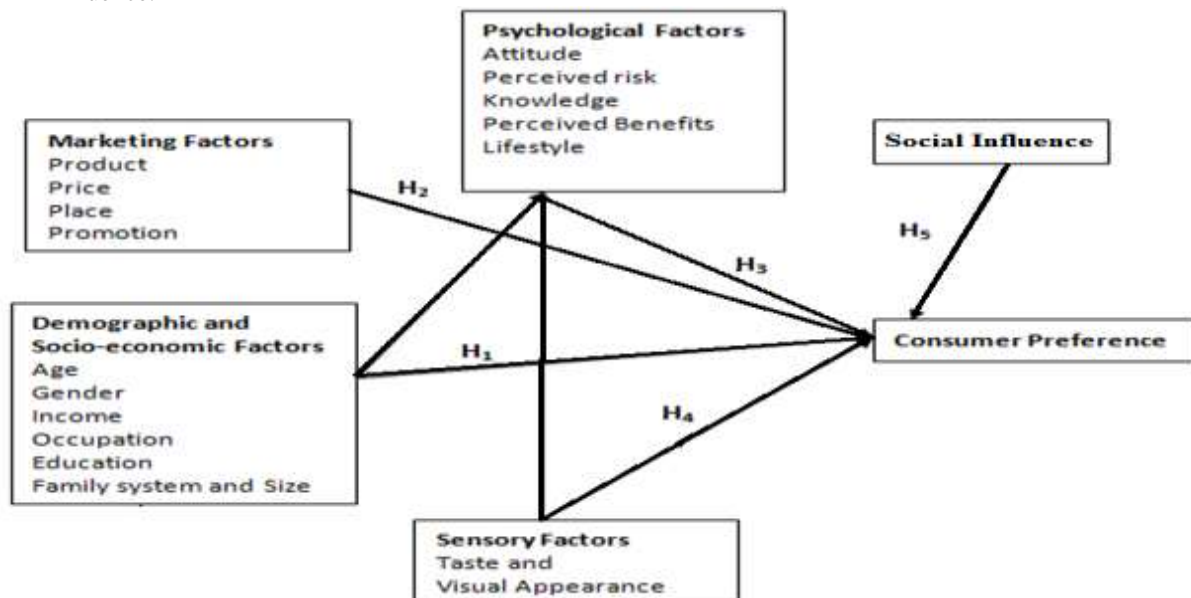 Psychological Factors
Attitude
Perceived risk
Knowledge
Perceived Benefits
Lifestyle
Marketing Factors
Product
Price
Place
Promotion
Social Influence
H₂
H₅
H₃
Demographic and
Socio-economic Factors
Age
Gender
Income
Occupation
Education
Family system and Size
H₁
Consumer Preference
H₄
Sensory Factors
Taste and
Visual Appearance